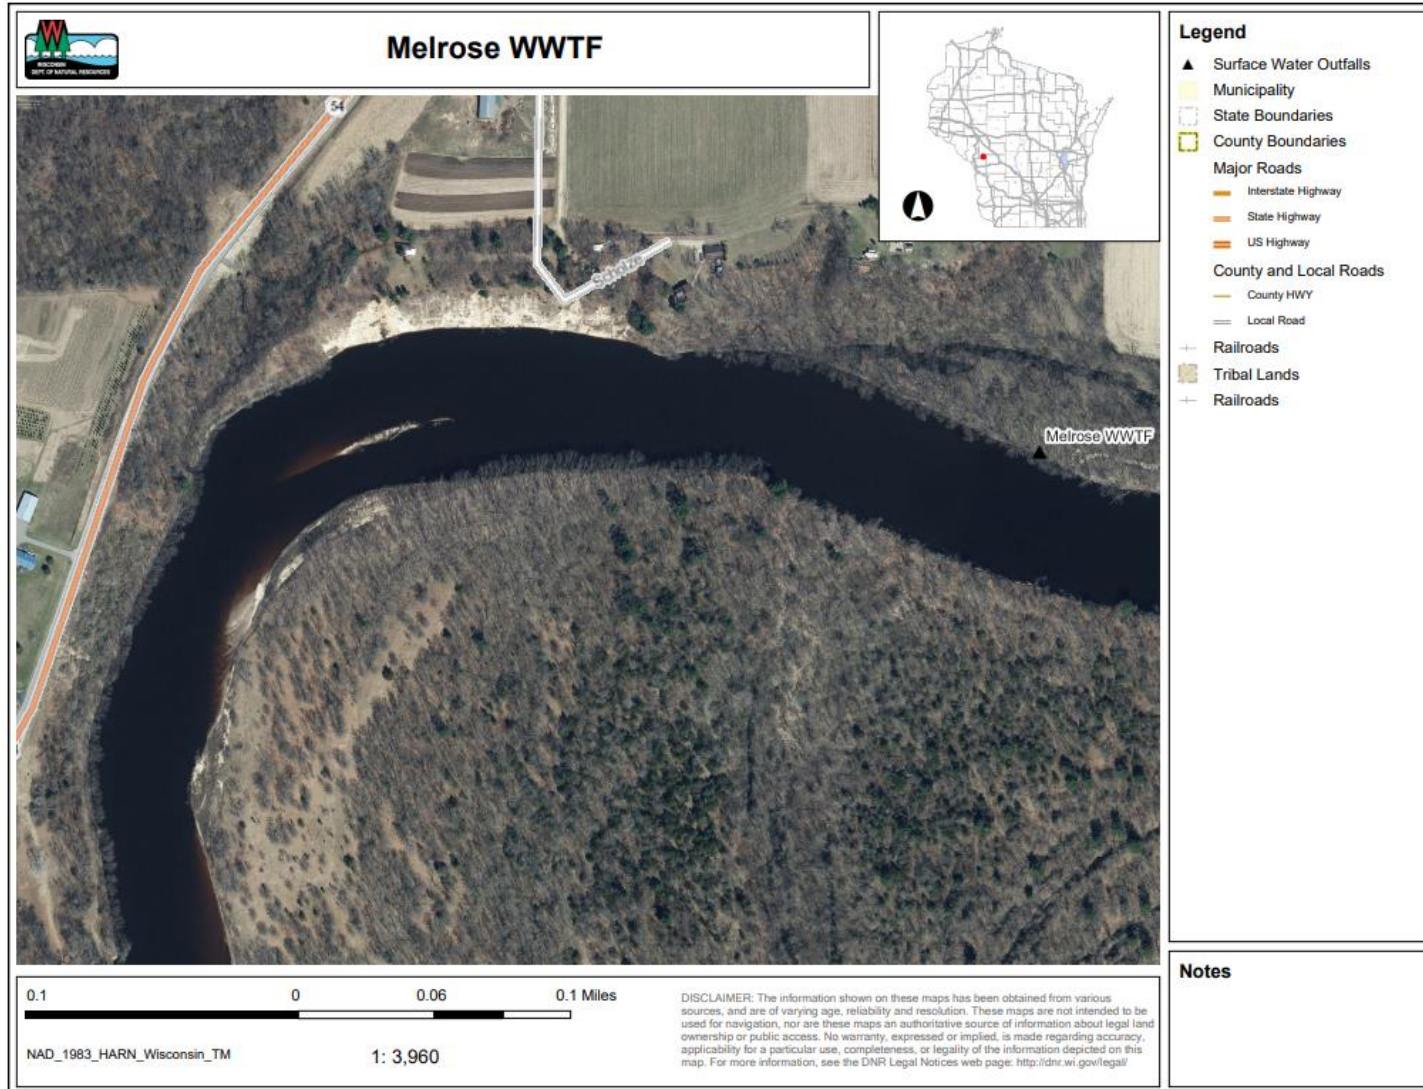 WISCONSIN
DEPT. OF NATURAL RESOURCES
Melrose WWTF
54
Melrose WWTF
Legend
Surface Water Outfalls
Municipality
State Boundaries
County Boundaries
Major Roads
Interstate Highway
State Highway
US Highway
County and Local Roads
County HWY
Local Road
Railroads
Tribal Lands
Railroads
Notes
0.1 0 0.06 0.1 Miles
NAD_1983_HARN_Wisconsin_TM
1: 3,960
DISCLAIMER: The information shown on these maps has been obtained from various
sources, and are of varying age, reliability and resolution. These maps are not intended to be
used for navigation, nor are these maps an authoritative source of information about legal land
ownership or public access. No warranty, expressed or implied, is made regarding accuracy,
applicability for a particular use, completeness, or legality of the information depicted on this
map. For more information, see the DNR Legal Notices web page: http://dnr.wi.gov/legal/